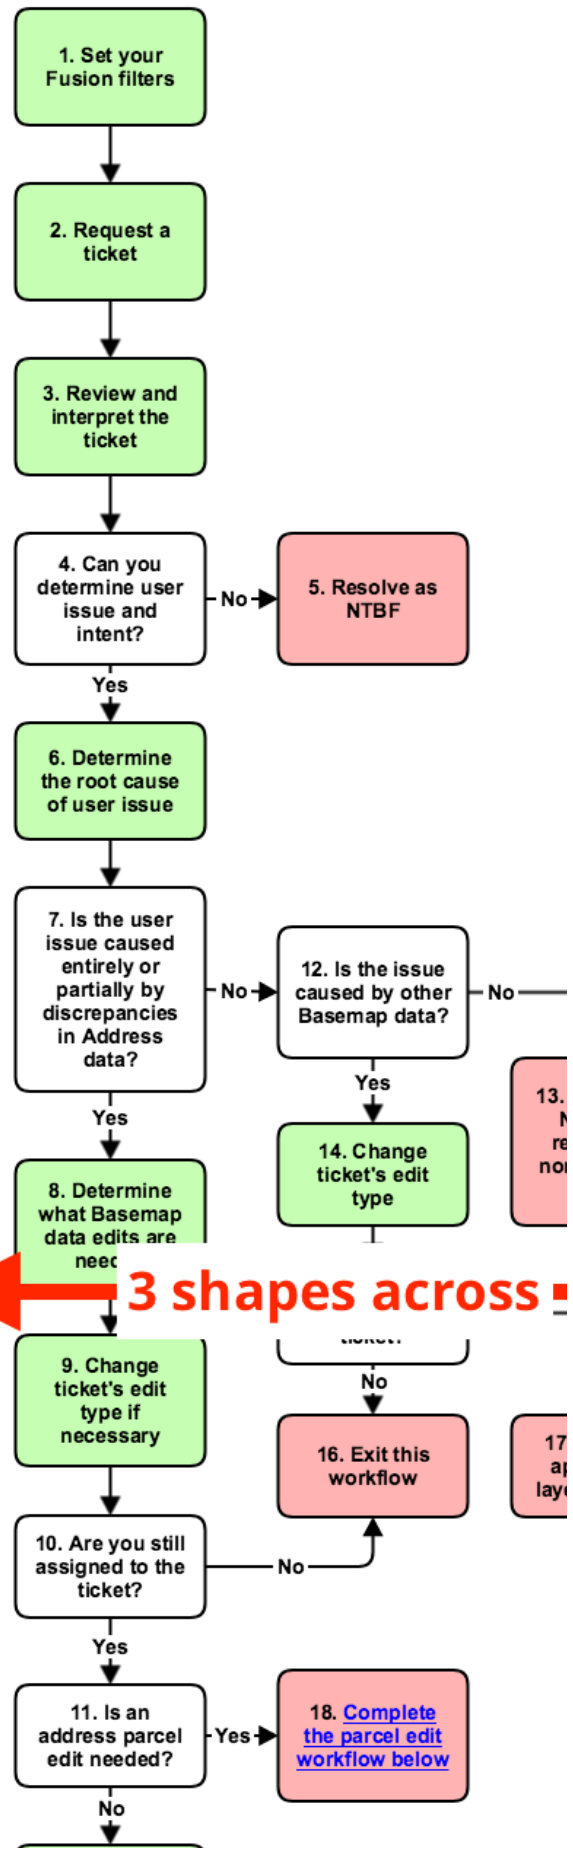 1. Set your
Fusion filters
2. Request a
ticket
3. Review and
interpret the
ticket
4. Can you
determine user
issue and
intent?
No
5. Resolve as
NTBF
Yes
6. Determine
the root cause
of user issue
7. Is the user
issue caused
entirely or
partially by
discrepancies
in Address
data?
No
12. Is the issue
caused by other
Basemap data?
No
Yes
Yes
13.
14. Change
ticket's edit
type
8. Determine
what Basemap
data edits are
3 shapes across
9. Change
ticket's edit
type if
necessary
No
16. Exit this
workflow
17
10. Are you still
assigned to the
ticket?
No
Yes
11. Is an
address parcel
edit needed?
Yes
18. Complete
the parcel edit
workflow below
No